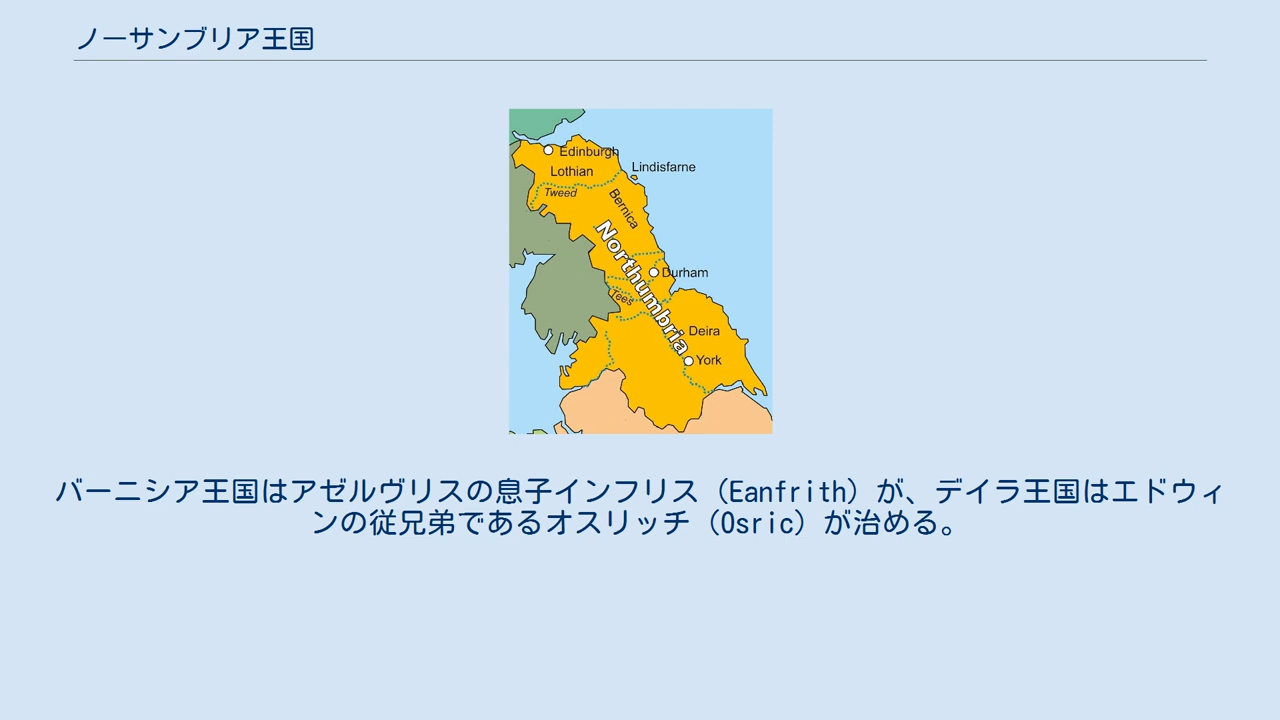 ノーサンブリア王国
Edinburgh
Lothian
Lindisfarne
Tweed
Bernica
Northumbria
Durham
Tees
Deira
York
バーニシア王国はアゼルヴリスの息子インフリス（Eanfrith）が、デイラ王国はエドウィ
ンの従兄弟であるオスリッチ（Osric）が治める。